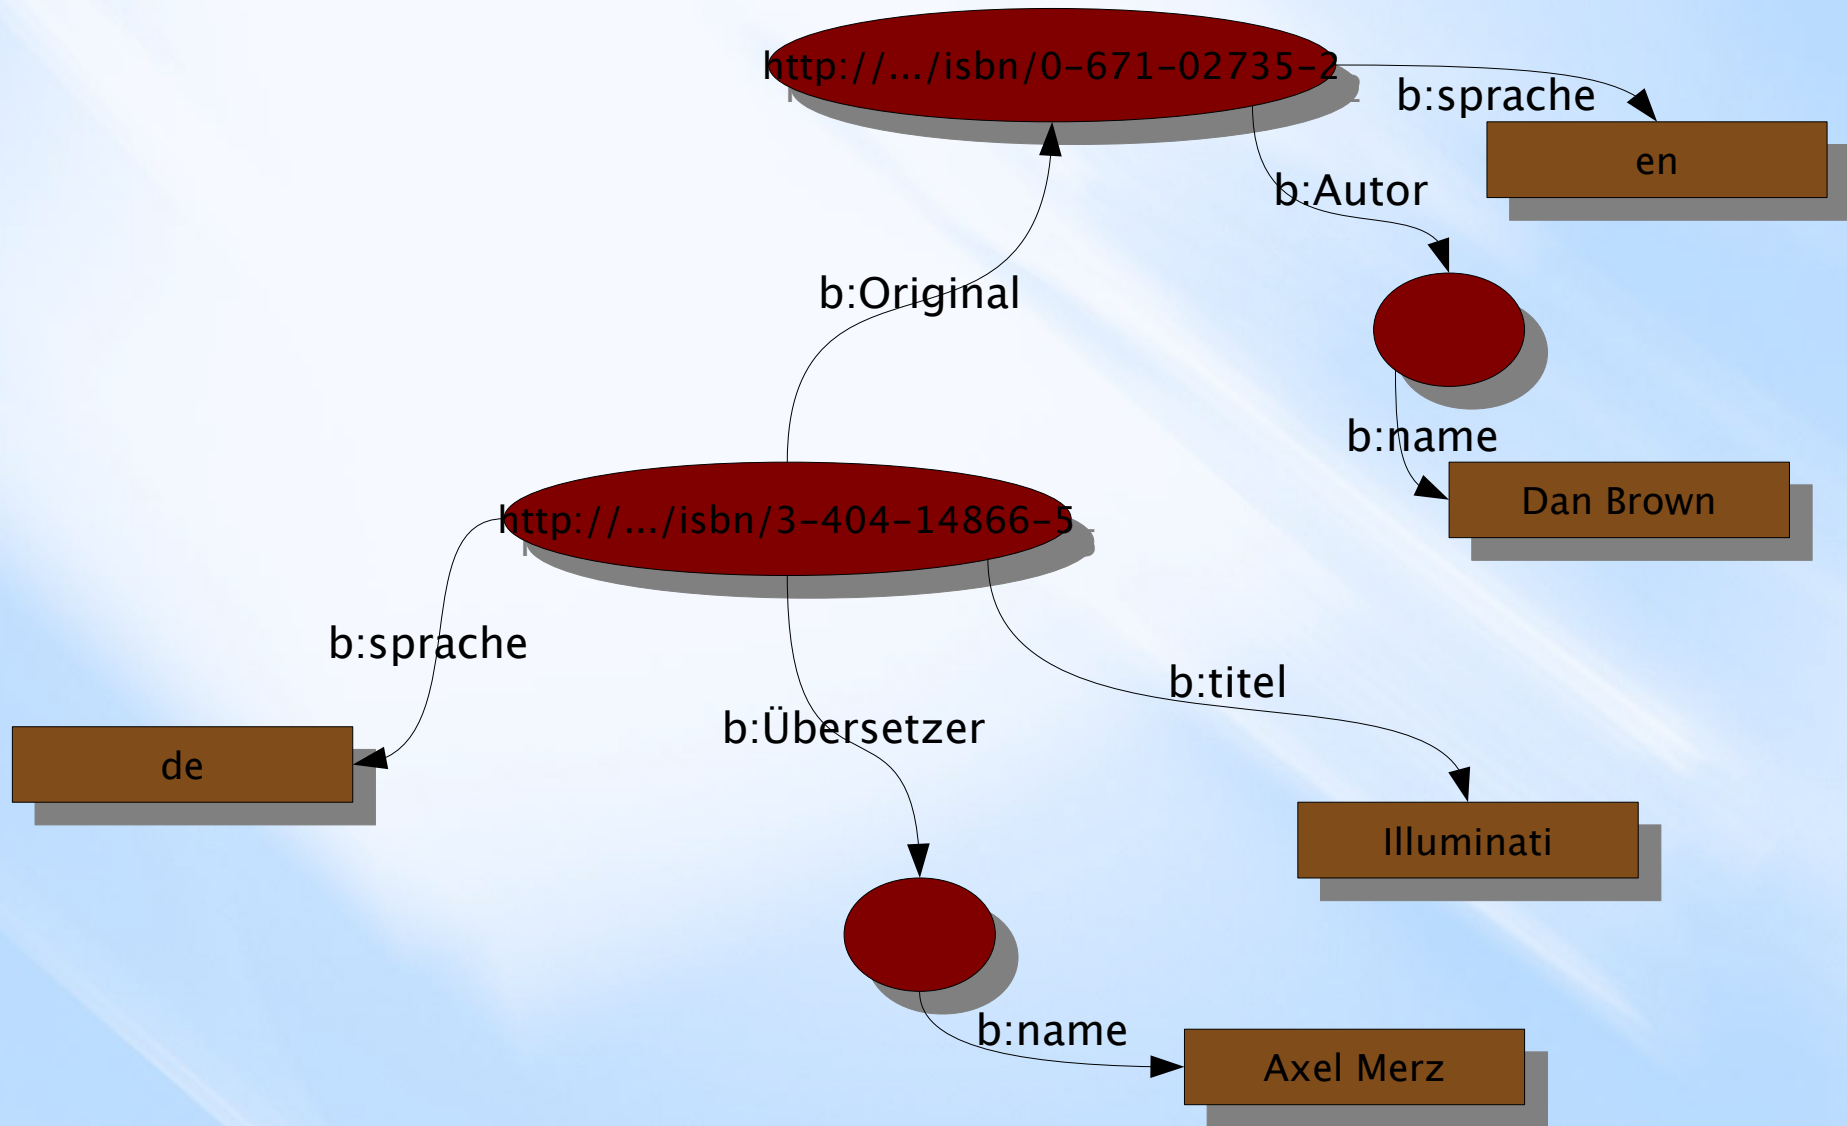 http://.../isbn/0-671-02735-2
b:sprache
en
b:Autor
b:Original
b:name
Dan Brown
http://.../isbn/3-404-14866-5
b:sprache
b:titel
b:Übersetzer
de
Illuminati
b:name
Axel Merz